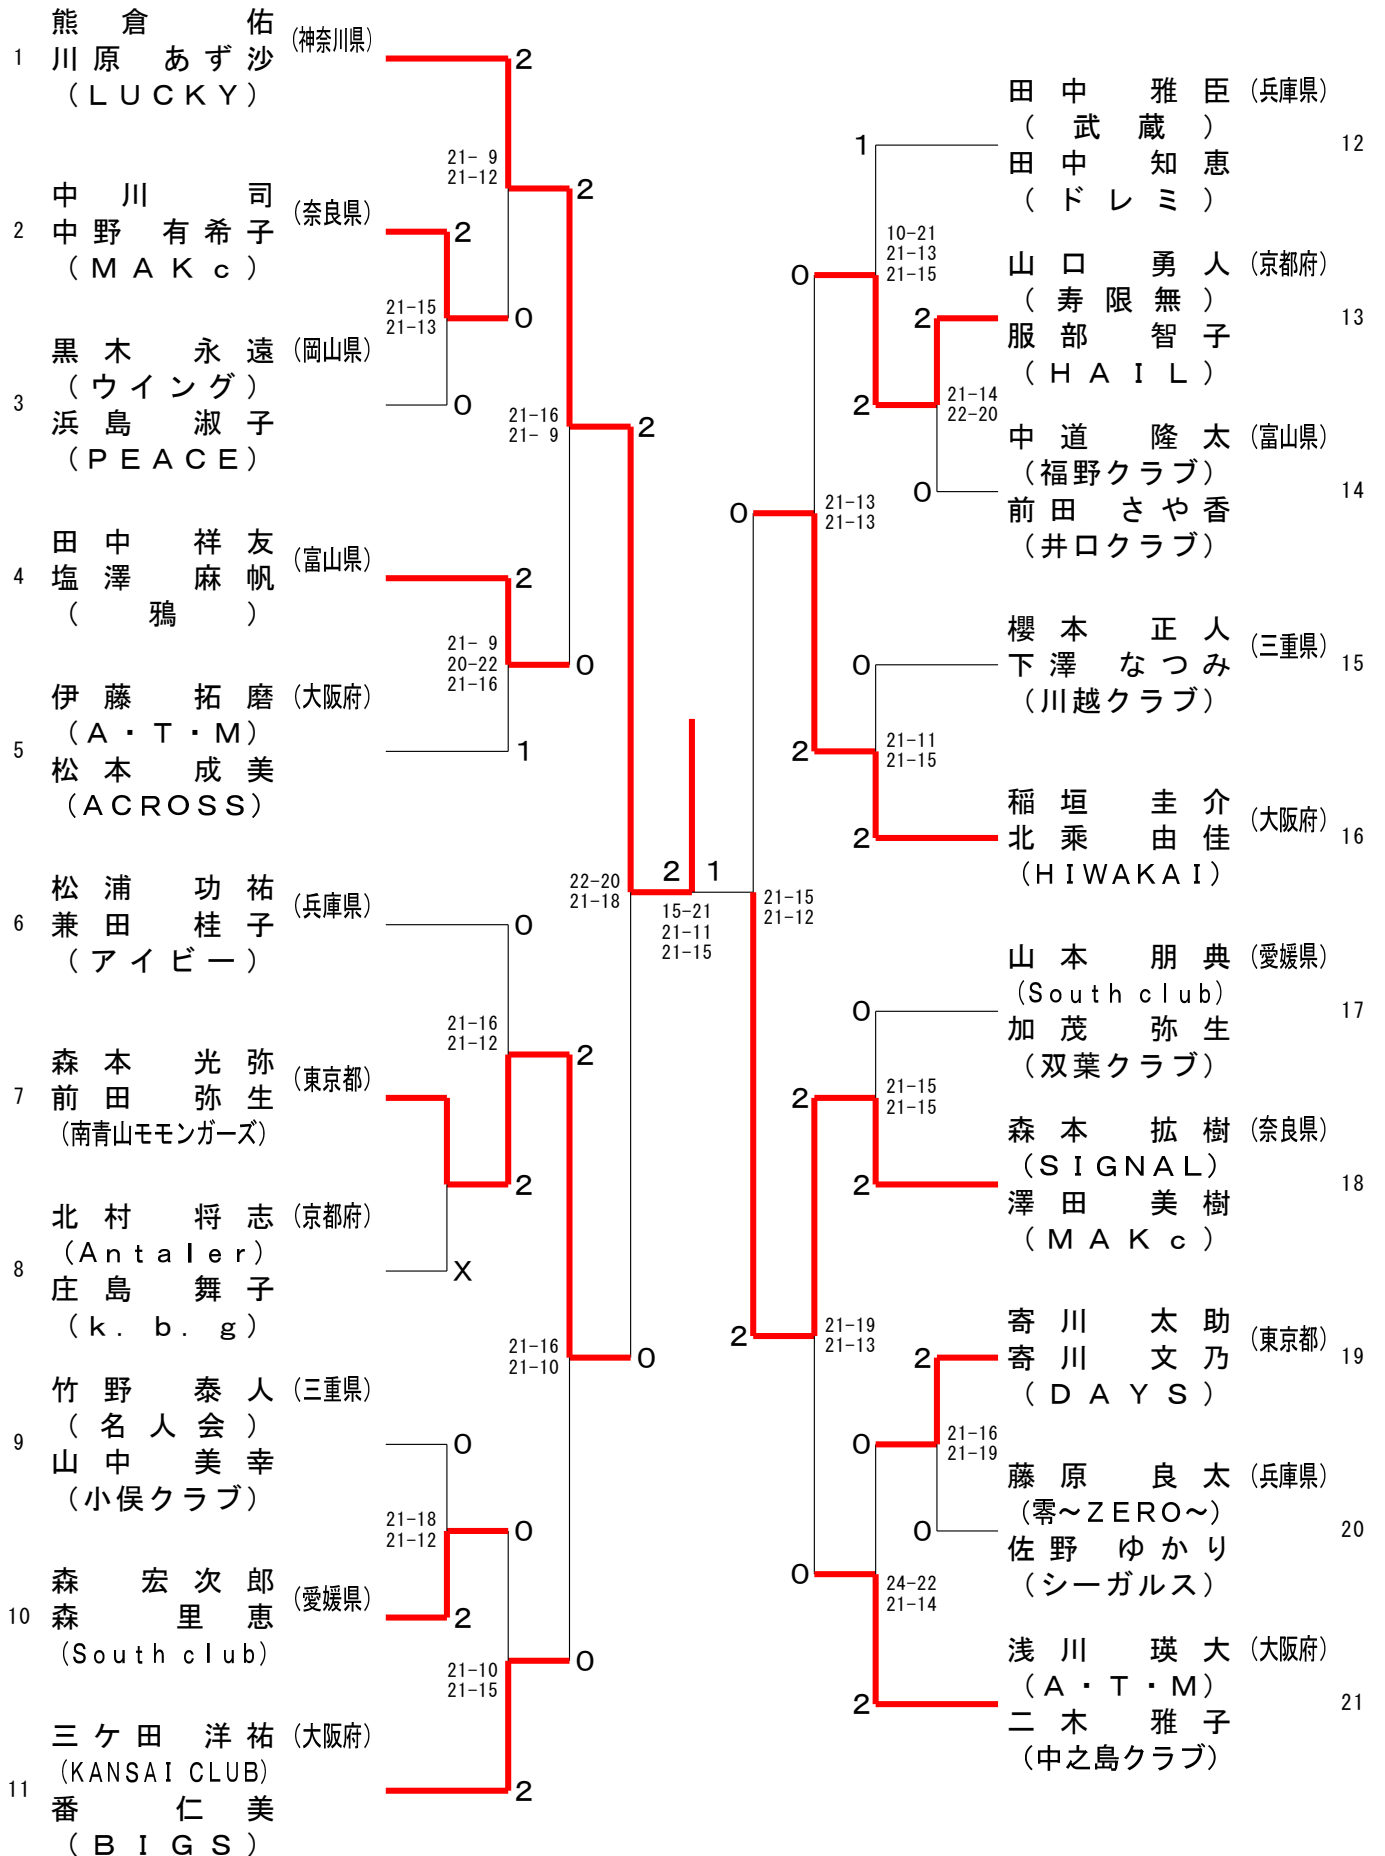 1
熊倉 佑
川原 あず沙
(LUCKY)
(神奈川県)
2
中川 司
中野 有希子
(MAKc)
(奈良県)
3
黒木 永遠
(ウイング)
浜島 淑子
(PEACE)
(岡山県)
4
田中 祥友
塩澤 麻帆
(鴉)
(富山県)
5
伊藤 拓磨
(A・T・M)
松本 成美
(ACROSS)
(大阪府)
6
松浦 功祐
兼田 桂子
(アイビー)
(兵庫県)
7
森本 光弥
前田 弥生
(南青山モモンガーズ)
(東京都)
8
北村 将志
(Antaler)
庄島 舞子
(k.b.g)
(京都府)
9
竹野 泰人
(名人会)
山中 美幸
(小俣クラブ)
(三重県)
10
森 宏次郎
森 里恵
(South club)
(愛媛県)
11
三ケ田 洋祐
(KANSAI CLUB)
番 仁美
(BIGS)
(大阪府)
2
21- 9
21-12
2
2
21-15
21-13
0
0
21-16
21- 9
2
2
21- 9
20-22
21-16
0
1
22-20
21-18
0
21-16
21-12
2
2
X
21-16
21-10
0
0
21-18
21-12
0
2
21-10
21-15
0
2
2 1
15-21
21-11
21-15
1
10-21
21-13
21-15
0
2
2
21-14
22-20
0
0
21-13
21-13
0
2
21-11
21-15
2
21-15
21-12
0
2
21-15
21-15
2
2
21-19
21-13
2
0
21-16
21-19
0
0
24-22
21-14
2
田中 雅臣
(武蔵)
田中 知恵
(ドレミ)
(兵庫県)
12
山口 勇人
(寿限無)
服部 智子
(HAIL)
(京都府)
13
中道 隆太
(福野クラブ)
前田 さや香
(井口クラブ)
(富山県)
14
櫻本 正人
下澤 なつみ
(川越クラブ)
(三重県)
15
稲垣 圭介
北乘 由佳
(HIWAKAI)
(大阪府)
16
山本 朋典
(South club)
加茂 弥生
(双葉クラブ)
(愛媛県)
17
森本 拡樹
(SIGNAL)
澤田 美樹
(MAKc)
(奈良県)
18
寄川 太助
寄川 文乃
(DAYS)
(東京都)
19
藤原 良太
(零～ZERO～)
佐野 ゆかり
(シーガルス)
(兵庫県)
20
浅川 瑛大
(A・T・M)
二木 雅子
(中之島クラブ)
(大阪府)
21